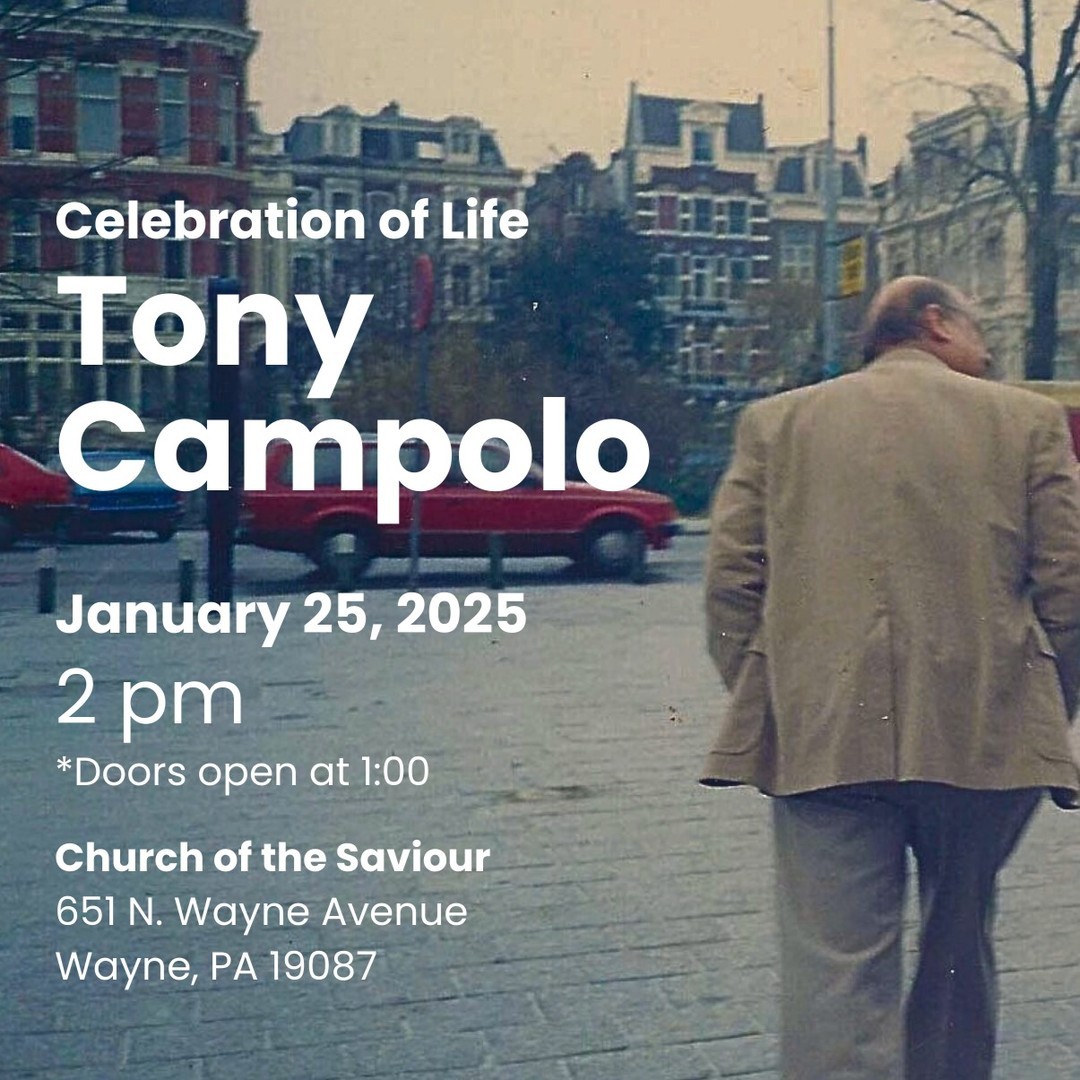 Celebration of Life
Tony
Campolo
January 25, 2025
2 pm
*Doors open at 1:00
Church of the Saviour
651 N. Wayne Avenue
Wayne, PA 19087